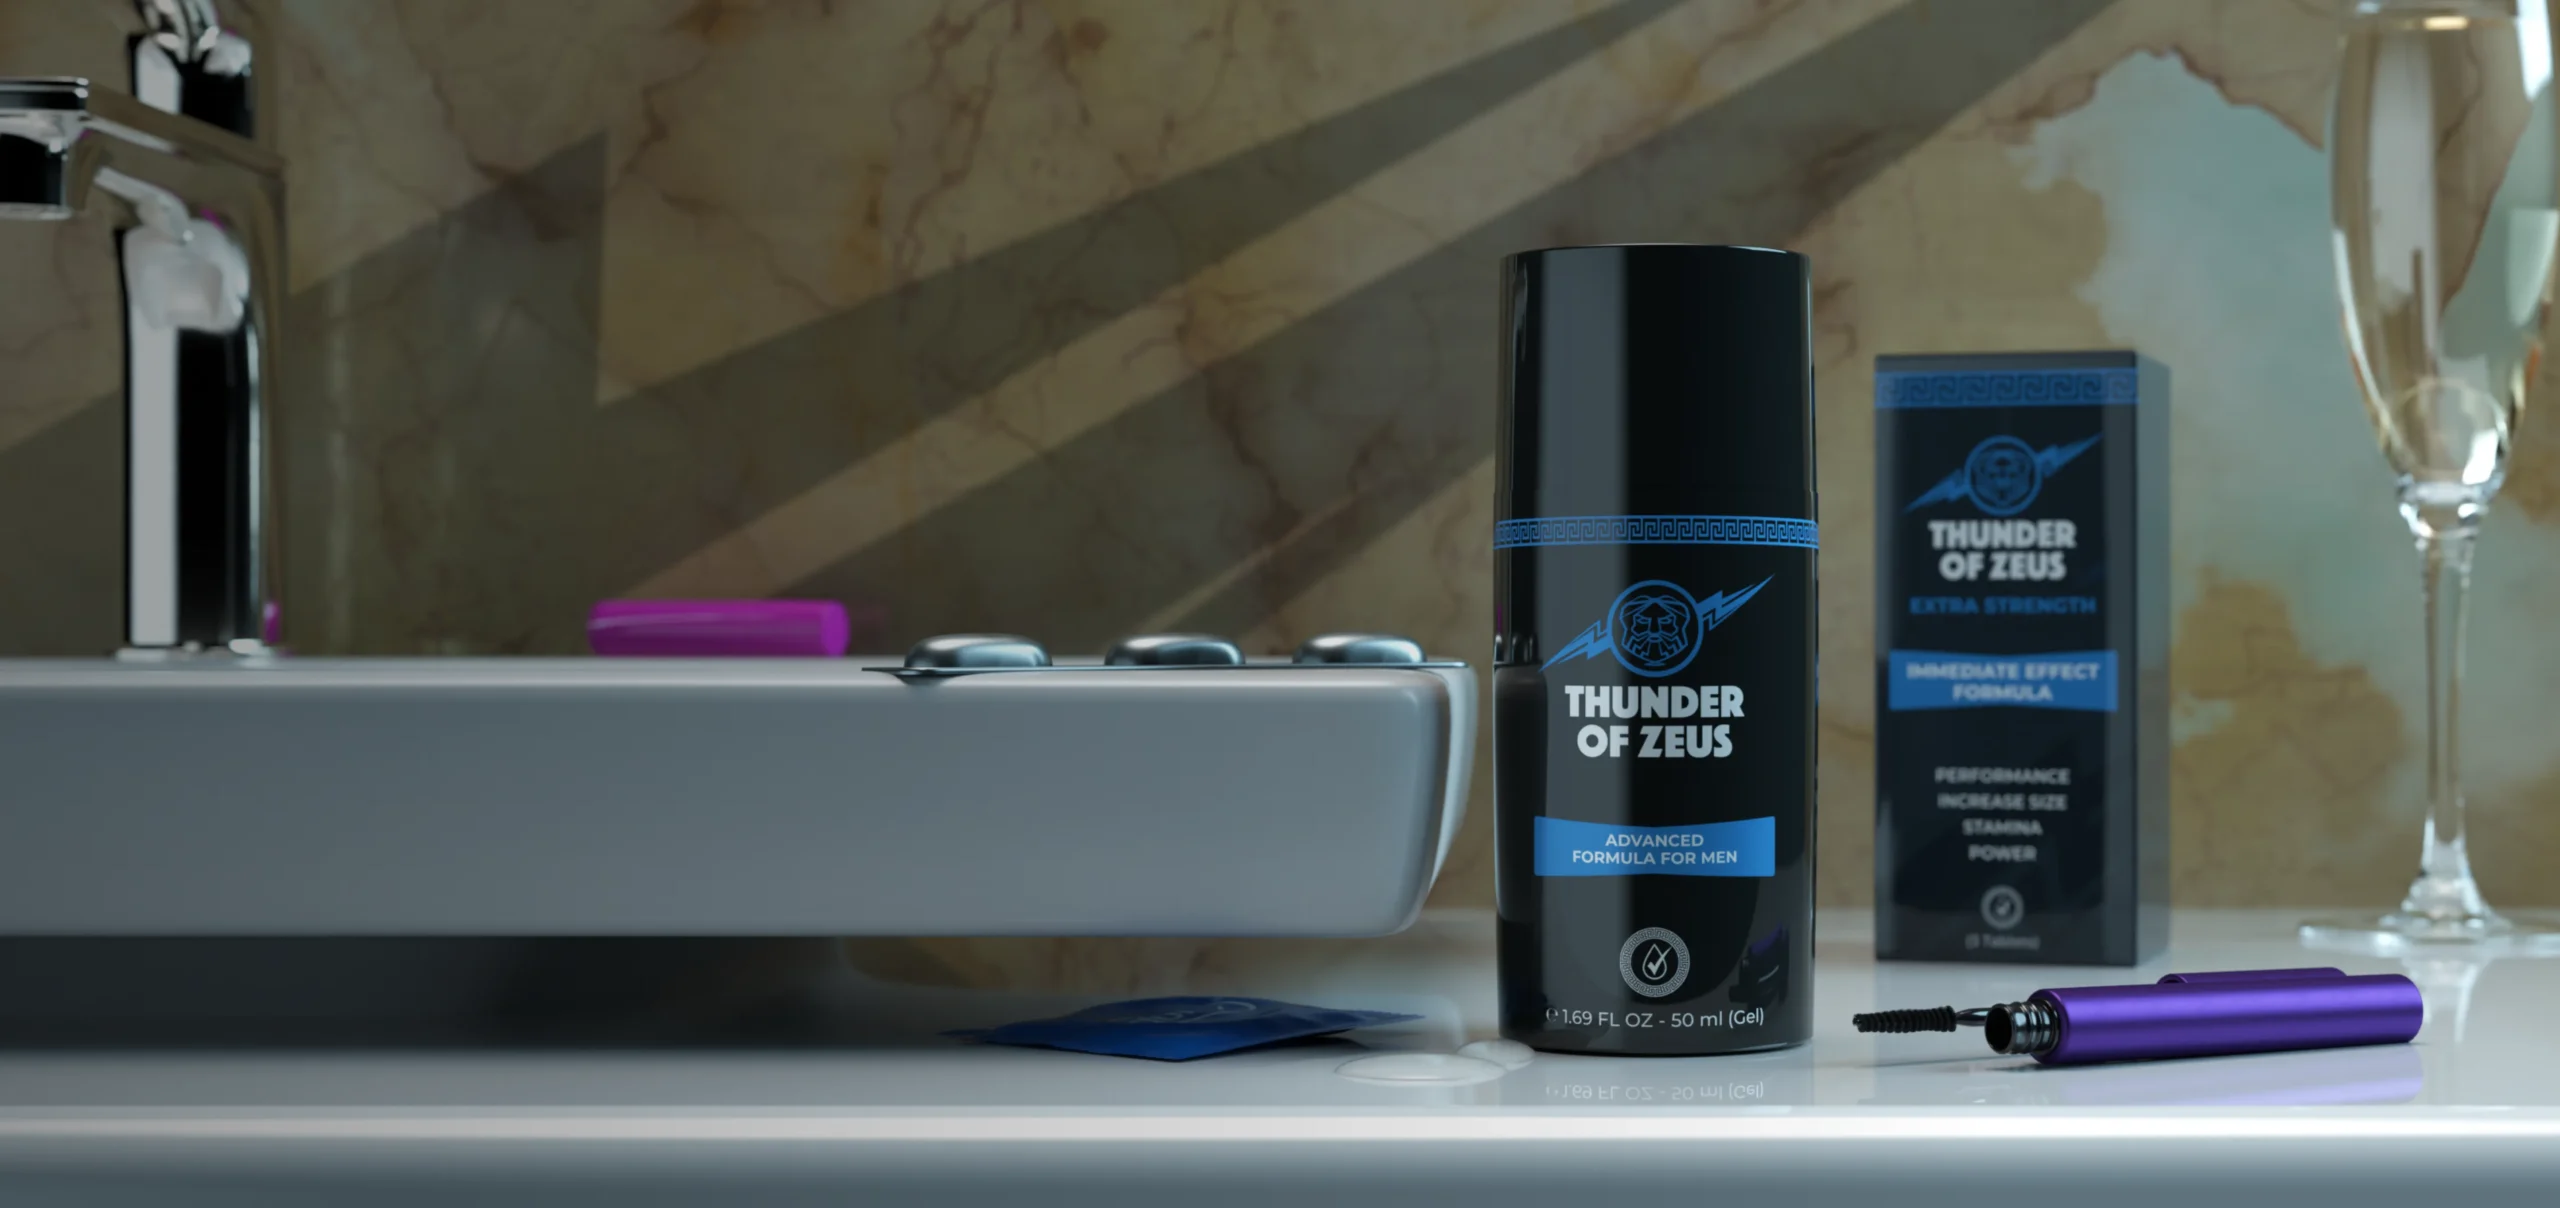 THUNDER
OF ZEUS
ADVANCED
FORMULA FOR MEN
℮ 1.69 FL OZ - 50 ml (Gel)
THUNDER
OF ZEUS
EXTRA STRENGTH
IMMEDIATE EFFECT
FORMULA
PERFORMANCE
INCREASE SIZE
STAMINA
POWER